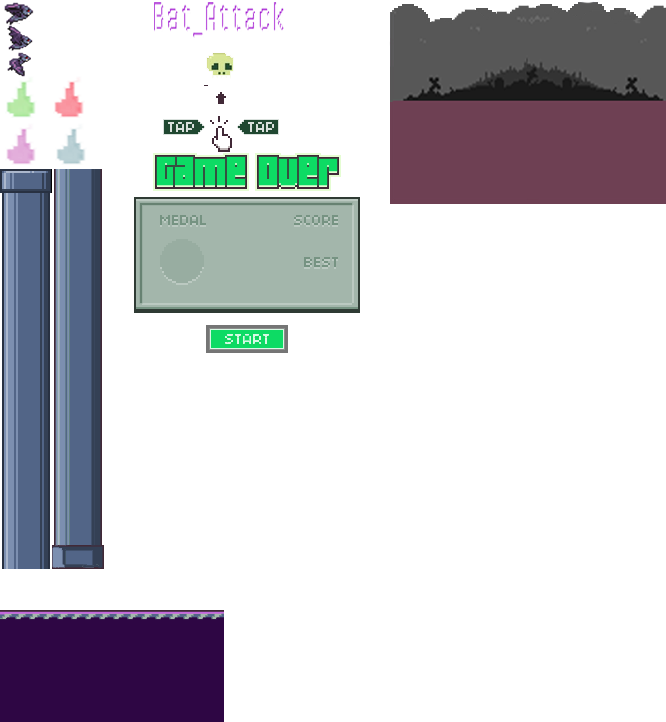 Bat_Attack
TAP TAP
Game Over
MEDAL SCORE
BEST
START